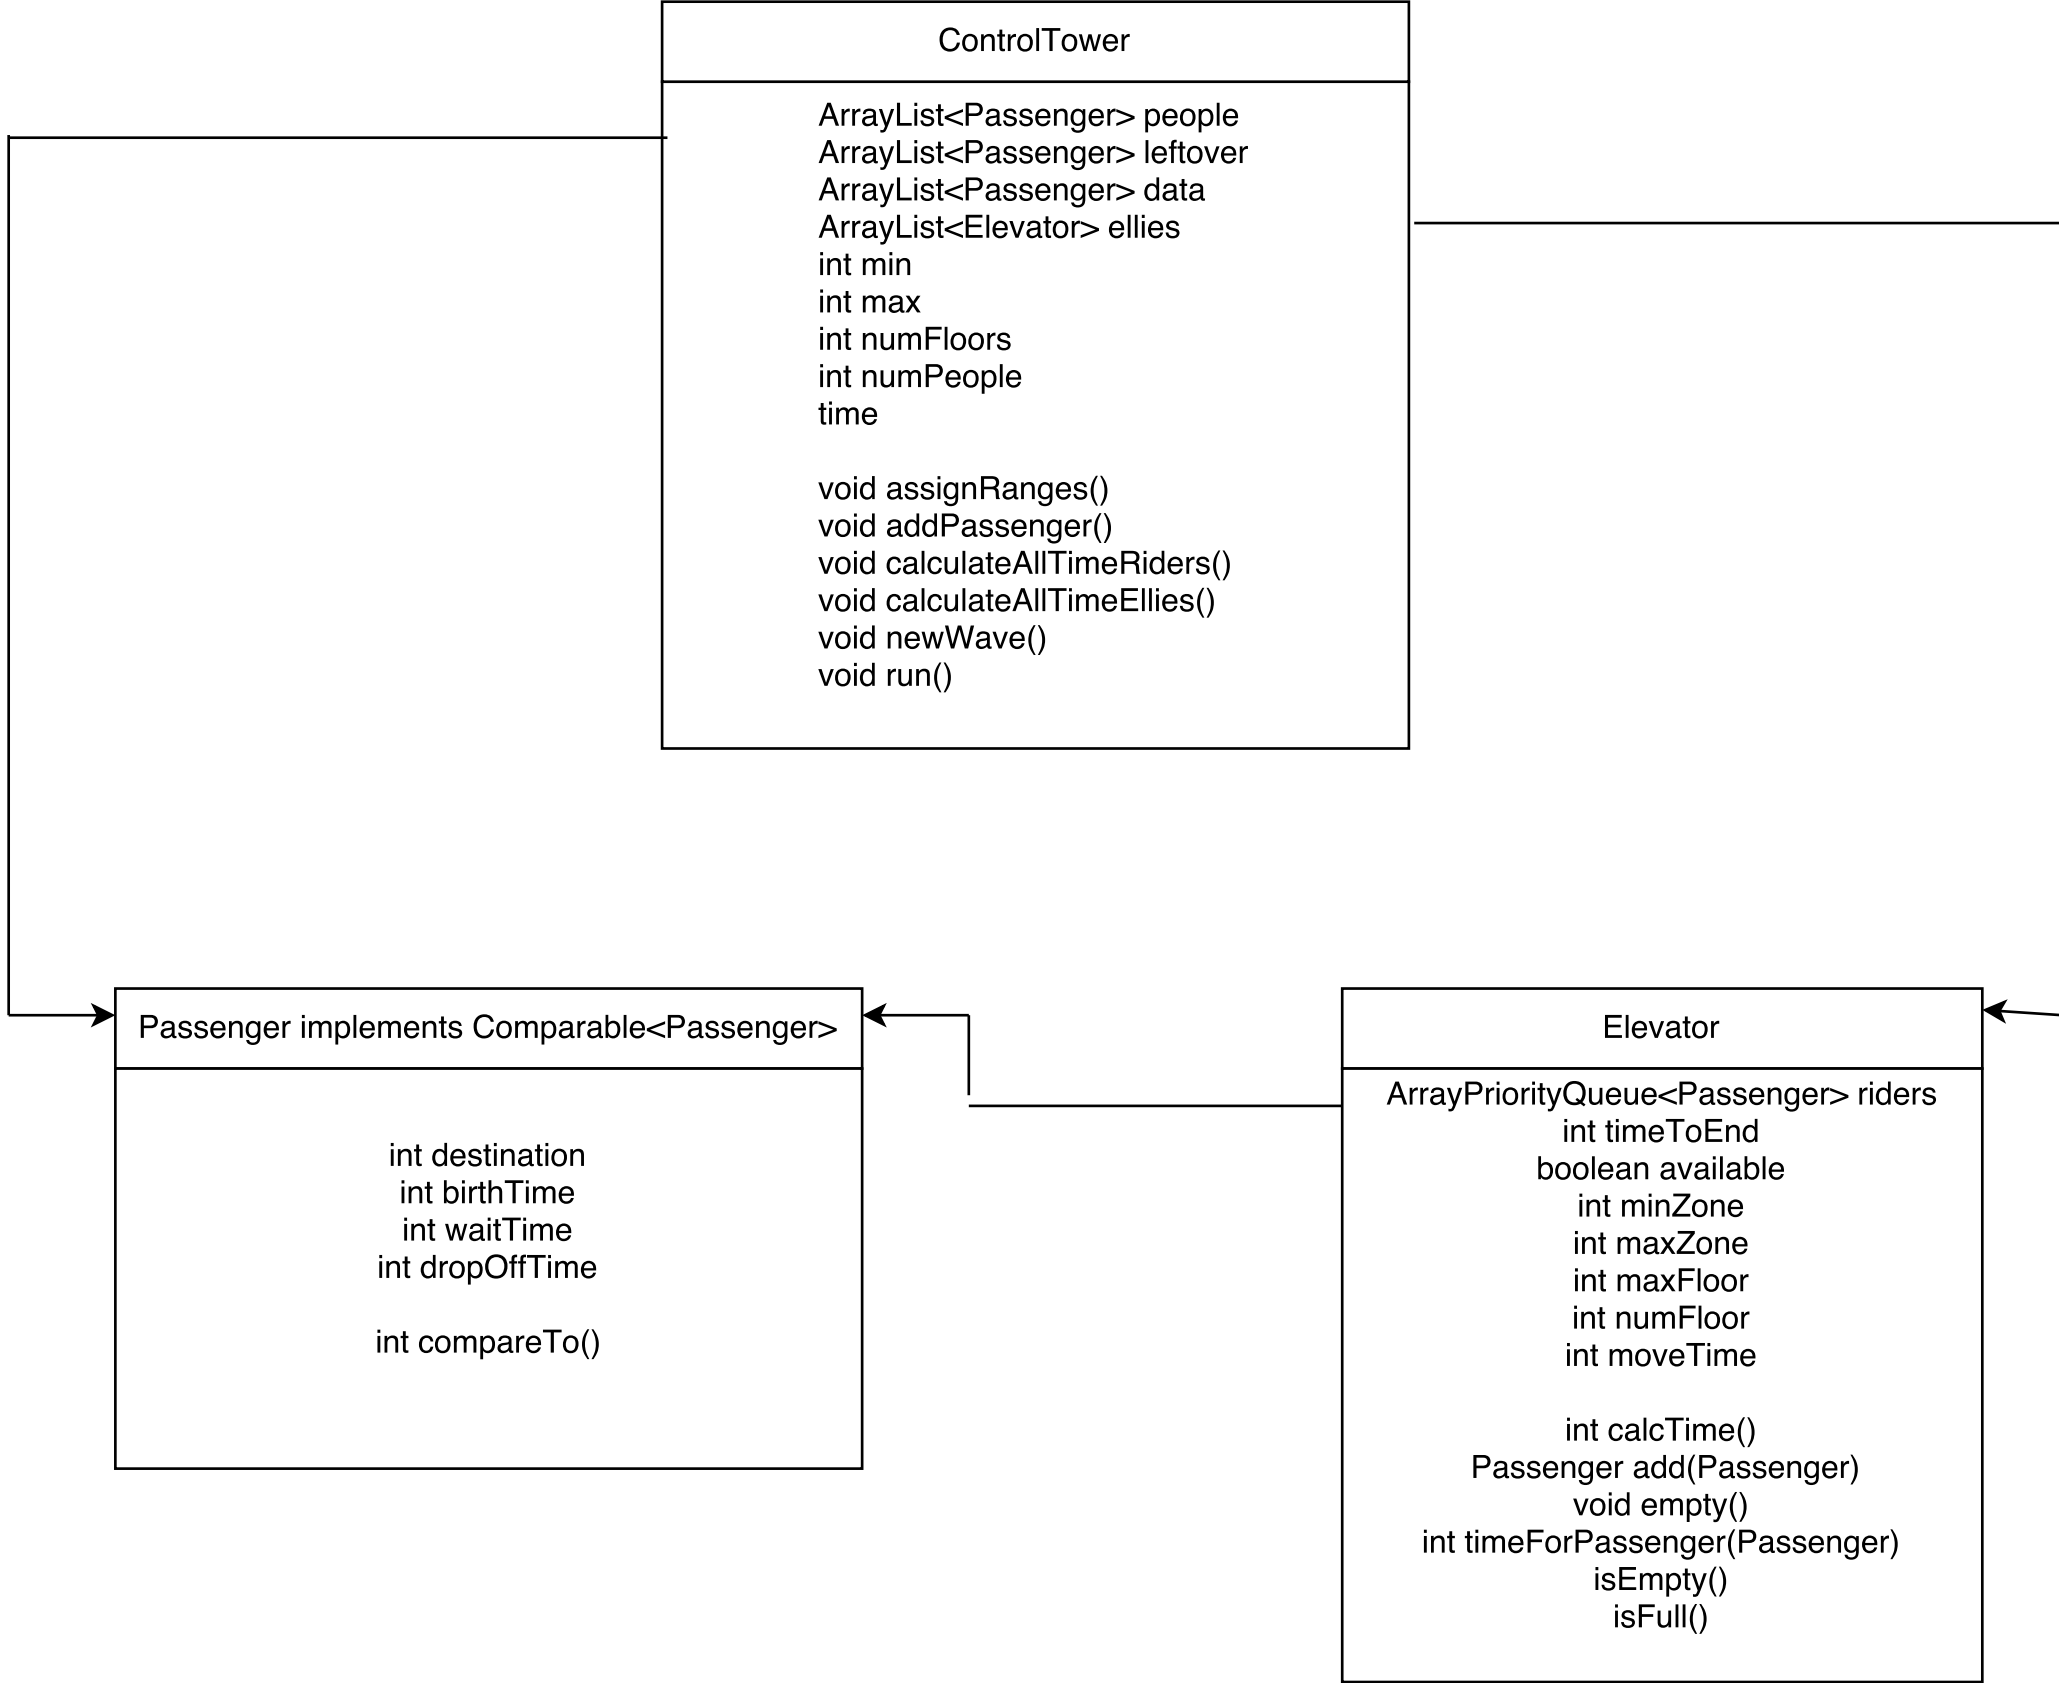 ControlTower
ArrayList<Passenger> people
ArrayList<Passenger> leftover
ArrayList<Passenger> data
ArrayList<Elevator> ellies
int min
int max
int numFloors
int numPeople
time
void assignRanges()
void addPassenger()
void calculateAllTimeRiders()
void calculateAllTimeEllies()
void newWave()
void run()
Passenger implements Comparable<Passenger>
int destination
int birthTime
int waitTime
int dropOffTime
int compareTo()
Elevator
ArrayPriorityQueue<Passenger> riders
int timeToEnd
boolean available
int minZone
int maxZone
int maxFloor
int numFloor
int moveTime
int calcTime()
Passenger add(Passenger)
void empty()
int timeForPassenger(Passenger)
isEmpty()
isFull()